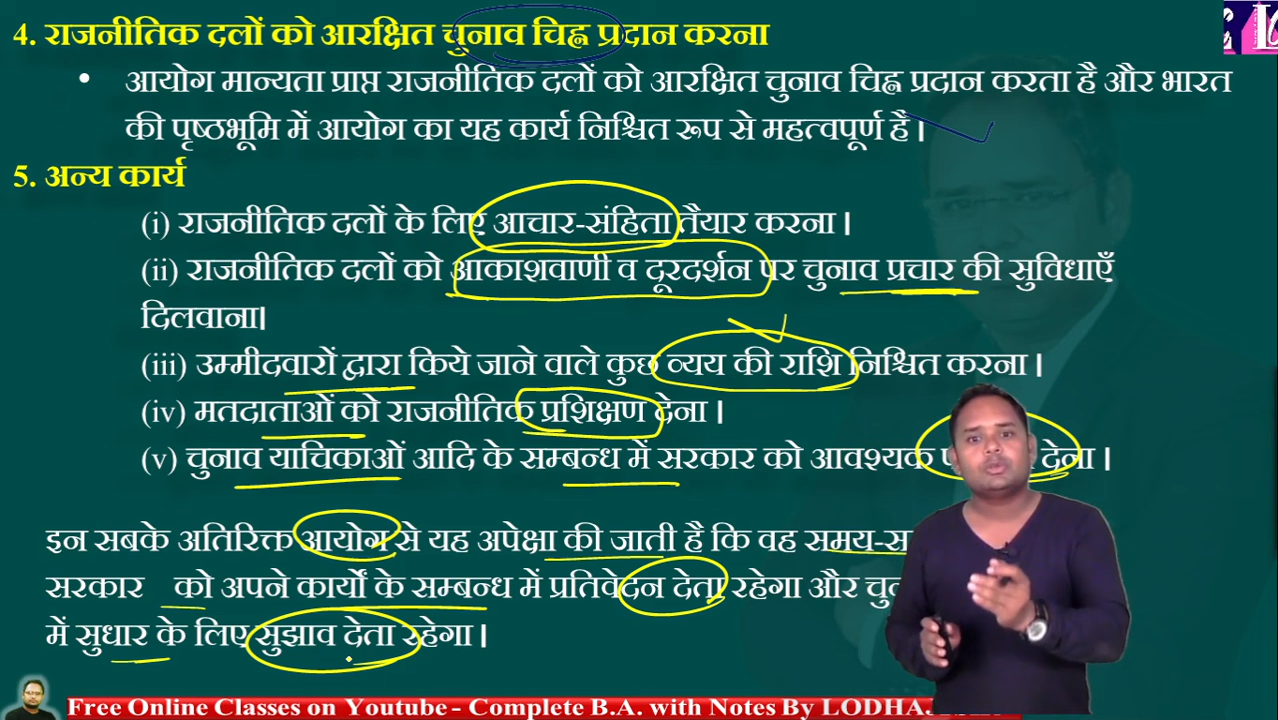 4. राजनीतिक दलों को आरक्षित चुनाव चिह्न प्रदान करना
• आयोग मान्यता प्राप्त राजनीतिक दलों को आरक्षित चुनाव चिह्न प्रदान करता है और भारत
की पृष्ठभूमि में आयोग का यह कार्य निश्चित रूप से महत्वपूर्ण है।
5. अन्य कार्य
(i) राजनीतिक दलों के लिए आचार-संहिता तैयार करना।
(ii) राजनीतिक दलों को आकाशवाणी व दूरदर्शन पर चुनाव प्रचार की सुविधाएँ
दिलवाना।
(iii) उम्मीदवारों द्वारा किये जाने वाले कुछ व्यय की राशि निश्चित करना।
(iv) मतदाताओं को राजनीतिक प्रशिक्षण देना।
(v) चुनाव याचिकाओं आदि के सम्बन्ध में सरकार को आवश्यक देना।
इन सबके अतिरिक्त आयोग से यह अपेक्षा की जाती है कि वह
सरकार को अपने कार्यों के सम्बन्ध में प्रतिवेदन देता रहेगा और
में सुधार के लिए सुझाव देता रहेगा।
Free Online Classes on Youtube - Complete B.A. with Notes By